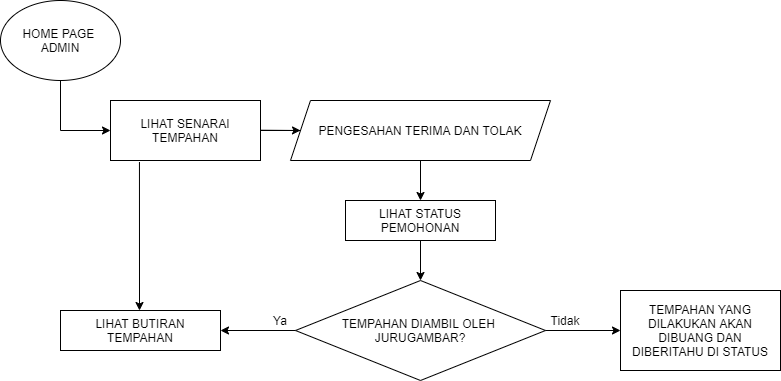 HOME PAGE
ADMIN
LIHAT SENARAI
TEMPAHAN
PENGESAHAN TERIMA DAN TOLAK
LIHAT STATUS
PEMOHONAN
LIHAT BUTIRAN
TEMPAHAN
Ya
TEMPAHAN DIAMBIL OLEH
JURUGAMBAR?
Tidak
TEMPAHAN YANG
DILAKUKAN AKAN
DIBUANG DAN
DIBERITAHU DI STATUS